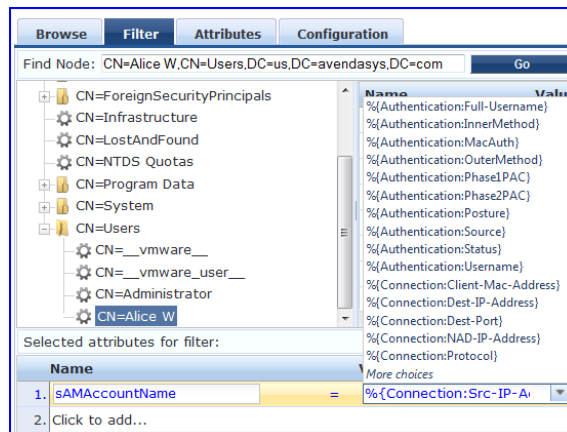 Browse Filter Attributes Configuration
Find Node: CN=Alice W,CN=Users,DC=us,DC=avendasys,DC=com Go
CN=ForeignSecurityPrincipals
CN=Infrastructure
CN=LostAndFound
CN=NTDS Quotas
CN=Program Data
CN=System
CN=Users
CN=__vmware__
CN=__vmware_user__
CN=Administrator
CN=Alice W
Name Valu
%{Authentication:Full-Username}
%{Authentication:InnerMethod}
%{Authentication:MacAuth}
%{Authentication:OuterMethod}
%{Authentication:Phase1PAC}
%{Authentication:Phase2PAC}
%{Authentication:Posture}
%{Authentication:Source}
%{Authentication:Status}
%{Authentication:Username}
%{Connection:Client-Mac-Address}
%{Connection:Dest-IP-Address}
%{Connection:Dest-Port}
%{Connection:NAD-IP-Address}
%{Connection:Protocol}
More choices
Selected attributes for filter:
Name V
1. sAMAccountName = %{Connection:Src-IP-A
2. Click to add...